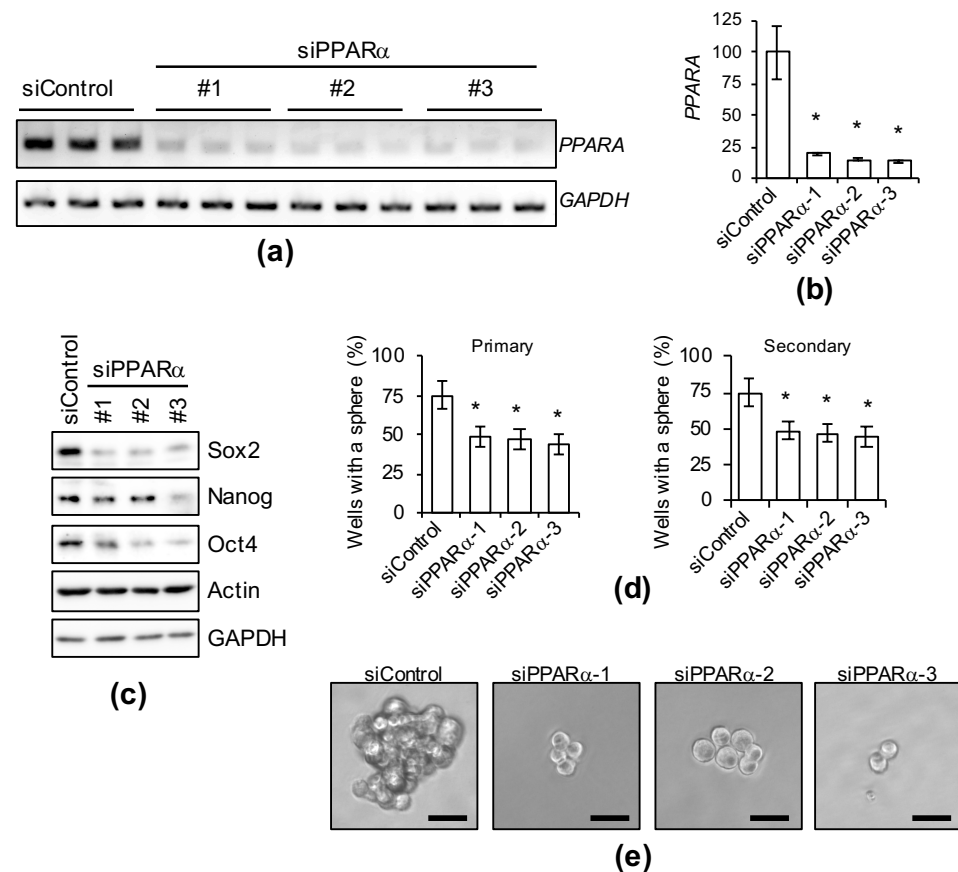 siPPARα
siControl #1 #2 #3
PPARA
GAPDH
(a)
PPARA
125
100
75
50
25
0
* * *
siControl siPPARα-1 siPPARα-2 siPPARα-3
(b)
siControl
siPPARα
#1 #2 #3
Sox2
Nanog
Oct4
Actin
GAPDH
(c)
Wells with a sphere (%)
Primary
100
75
50
25
0
* * *
siControl siPPARα-1 siPPARα-2 siPPARα-3
Wells with a sphere (%)
Secondary
100
75
50
25
0
* * *
siControl siPPARα-1 siPPARα-2 siPPARα-3
(d)
siControl siPPARα-1 siPPARα-2 siPPARα-3
(e)